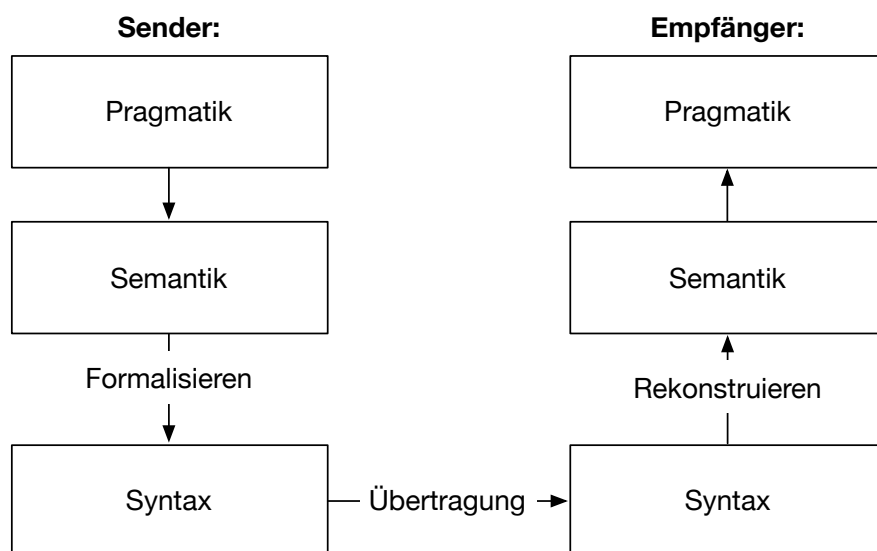 Sender:
Empfänger:
Pragmatik
Pragmatik
Semantik
Semantik
Formalisieren
Rekonstruieren
Syntax
Übertragung
Syntax